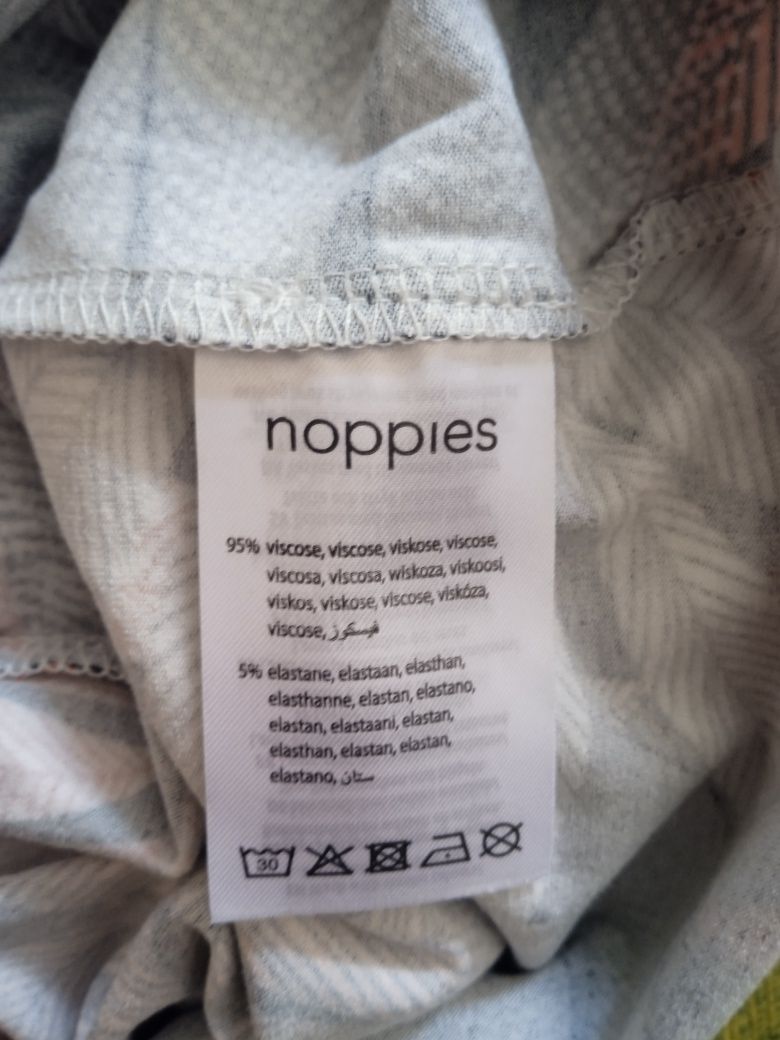 noppies
95% viscose, viscose, viskose, viscose,
viscosa, viscosa, wiskoza, viskoosi,
viskos, viskose, viscose, viskóza,
viscose, فيسكوز
5% elastane, elastaan, elasthan,
elasthanne, elastan, elastano,
elastan, elastaani, elastan,
elasthan, elastan, elastan,
elastano, ستان
30